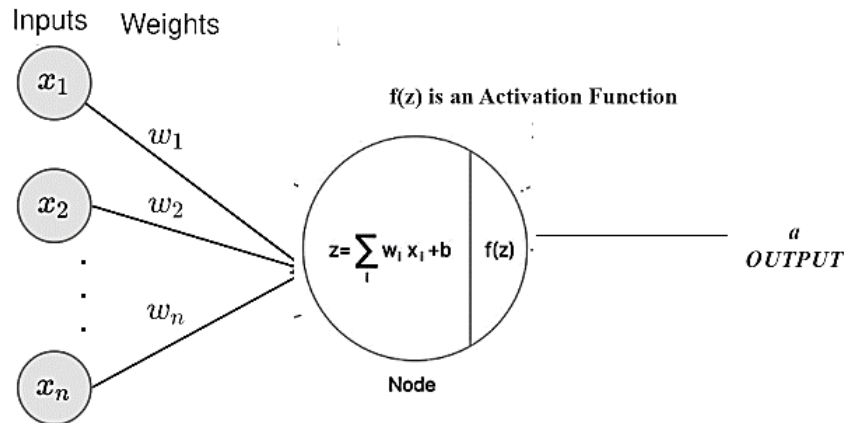 Inputs Weights
x₁
f(z) is an Activation Function
w₁
x₂
w₂
z= ∑ᵢ wᵢ xᵢ +b
f(z)
a
OUTPUT
wₙ
xₙ
Node